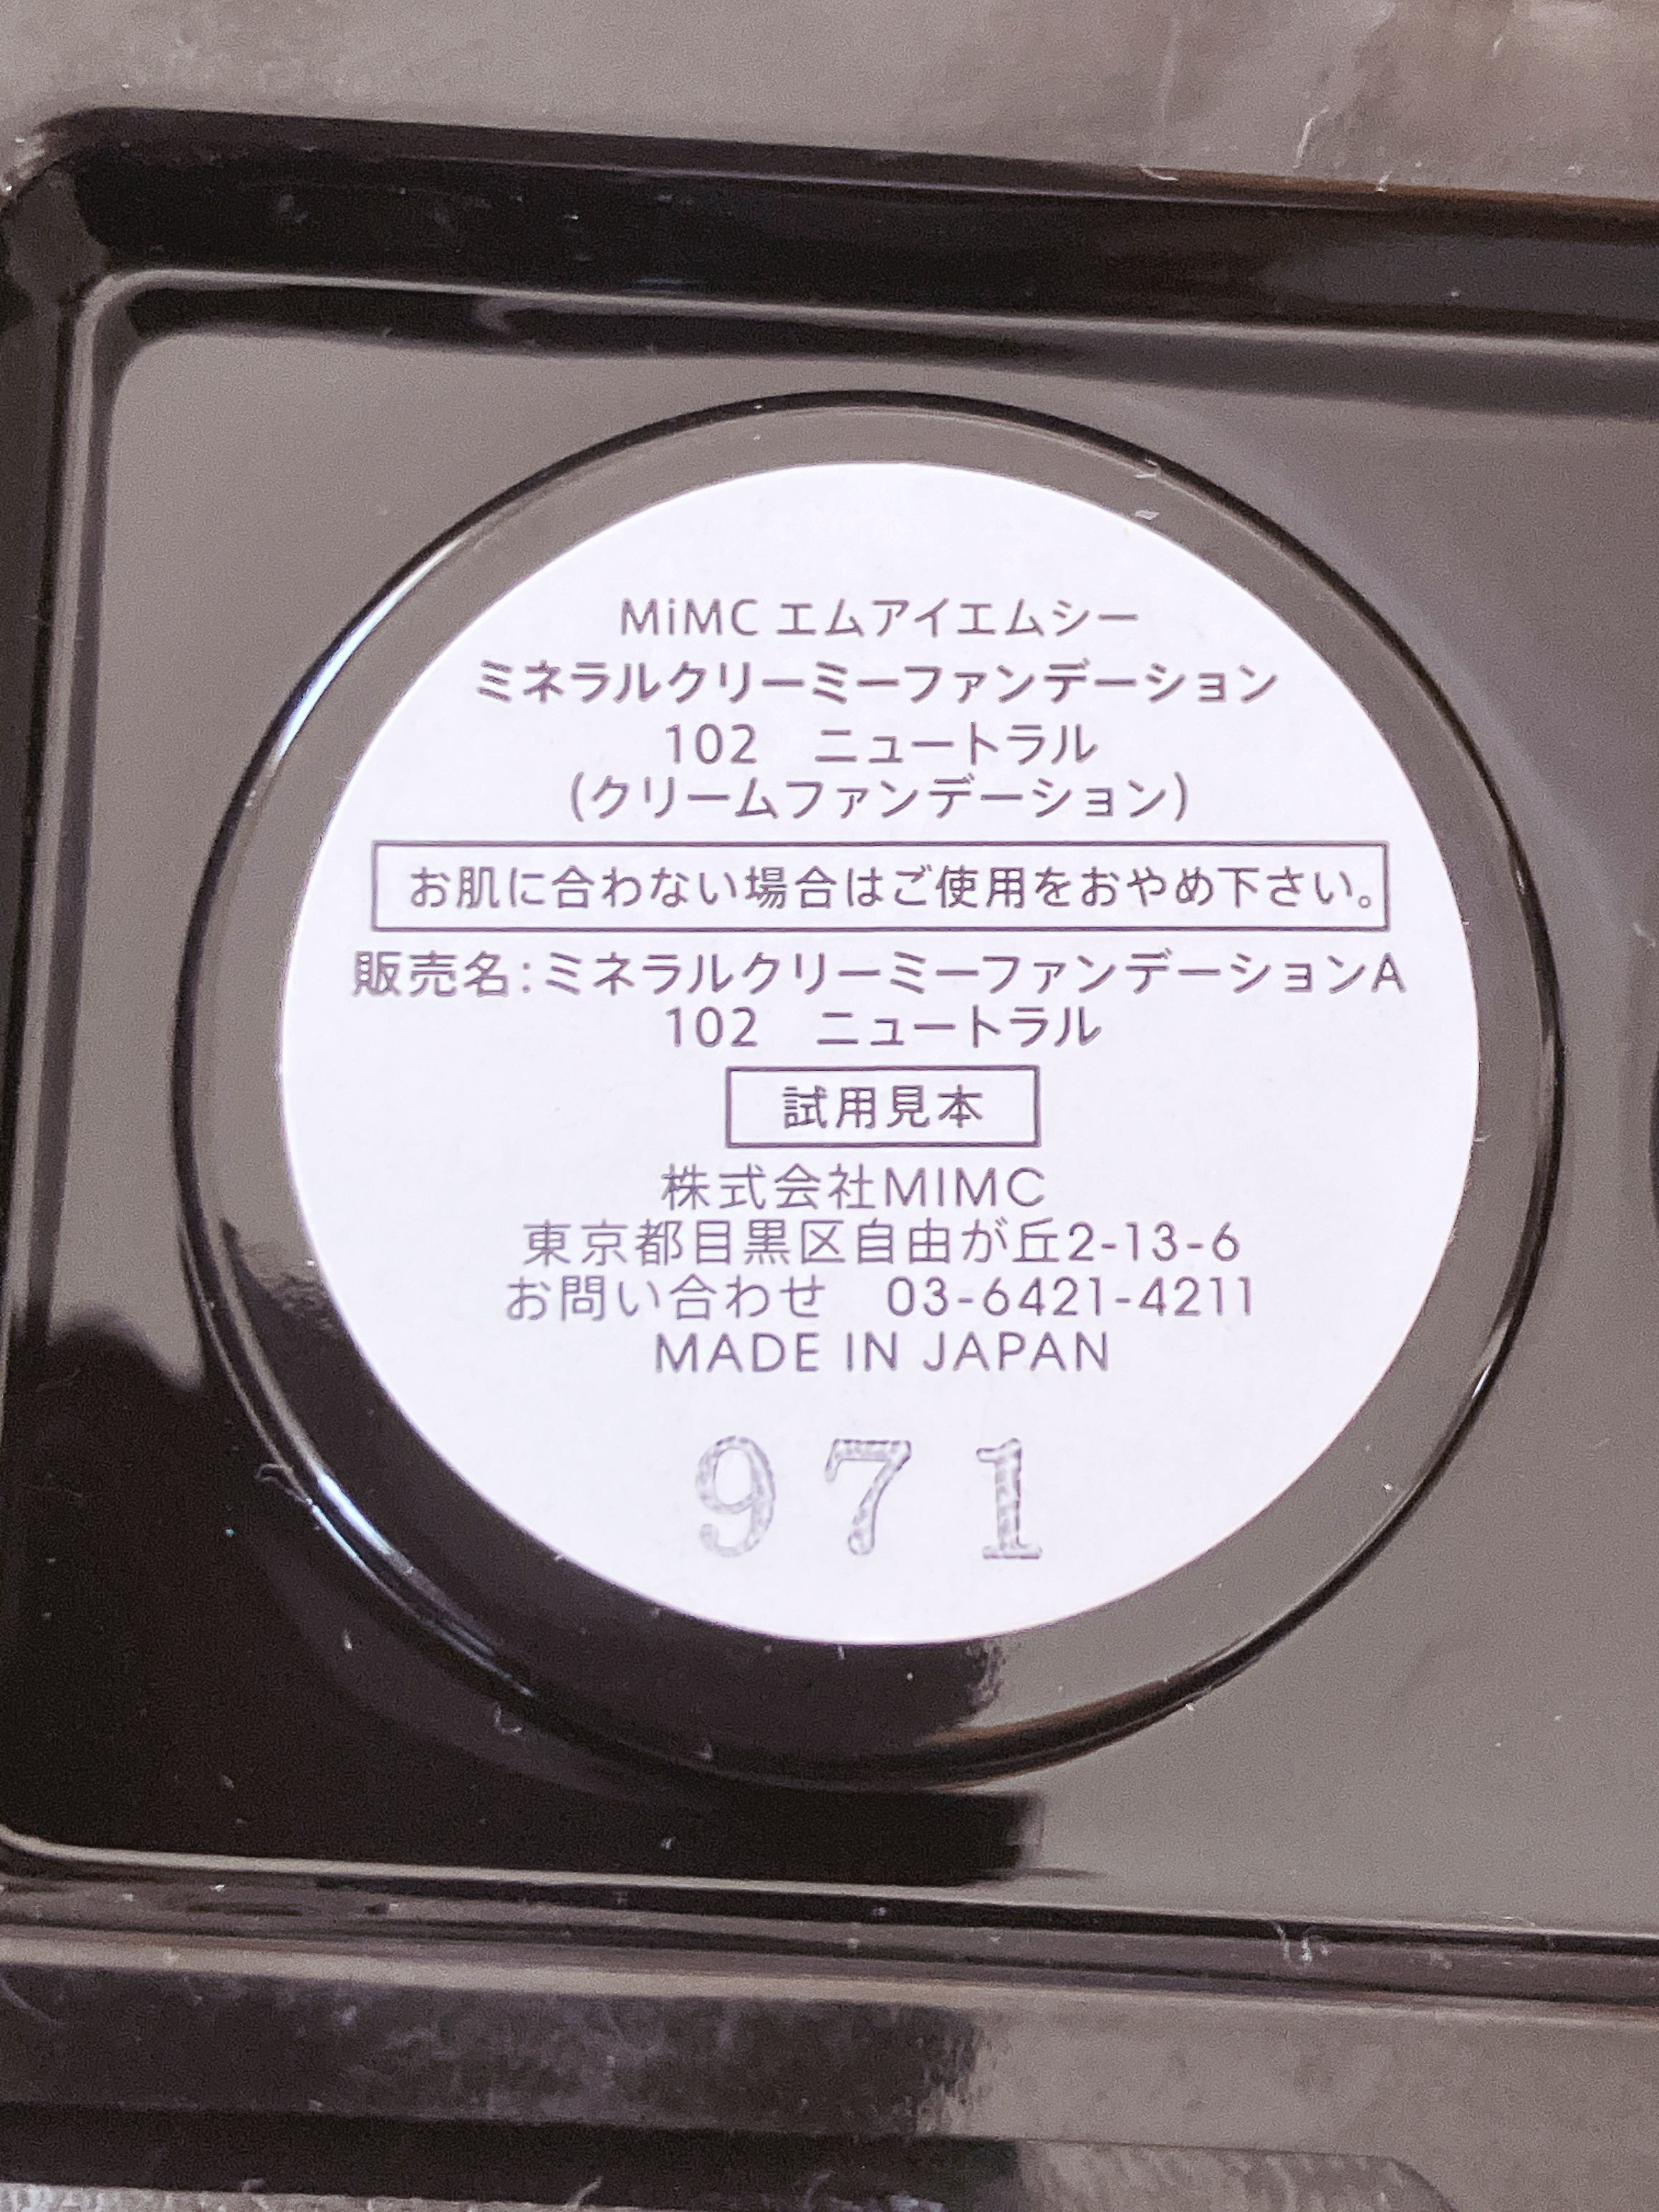 MiMC エムアイエムシー
ミネラルクリーミーファンデーション
102　ニュートラル
(クリームファンデーション)
お肌に合わない場合はご使用をおやめ下さい。
販売名:ミネラルクリーミーファンデーションA
102　ニュートラル
試用見本
株式会社MIMC
東京都目黒区自由が丘2-13-6
お問い合わせ　03-6421-4211
MADE IN JAPAN
971